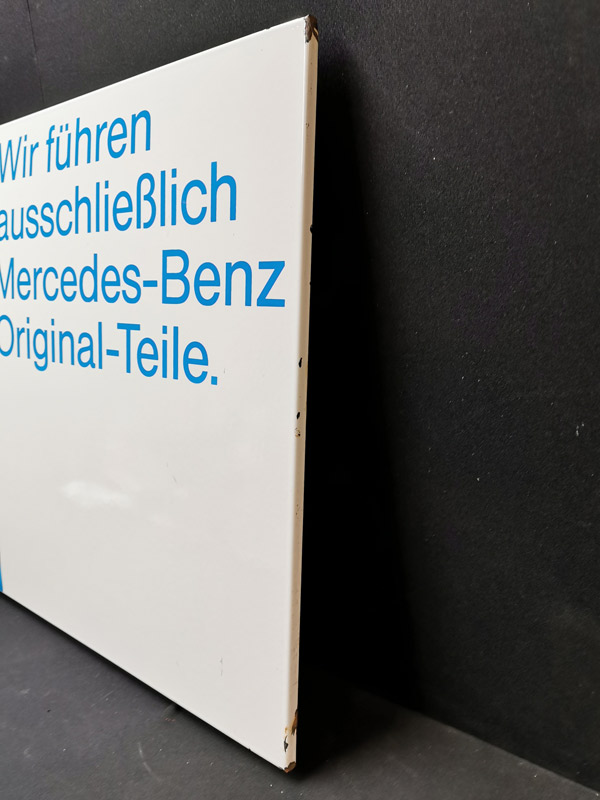 Wir führen
ausschließlich
Mercedes-Benz
Original-Teile.